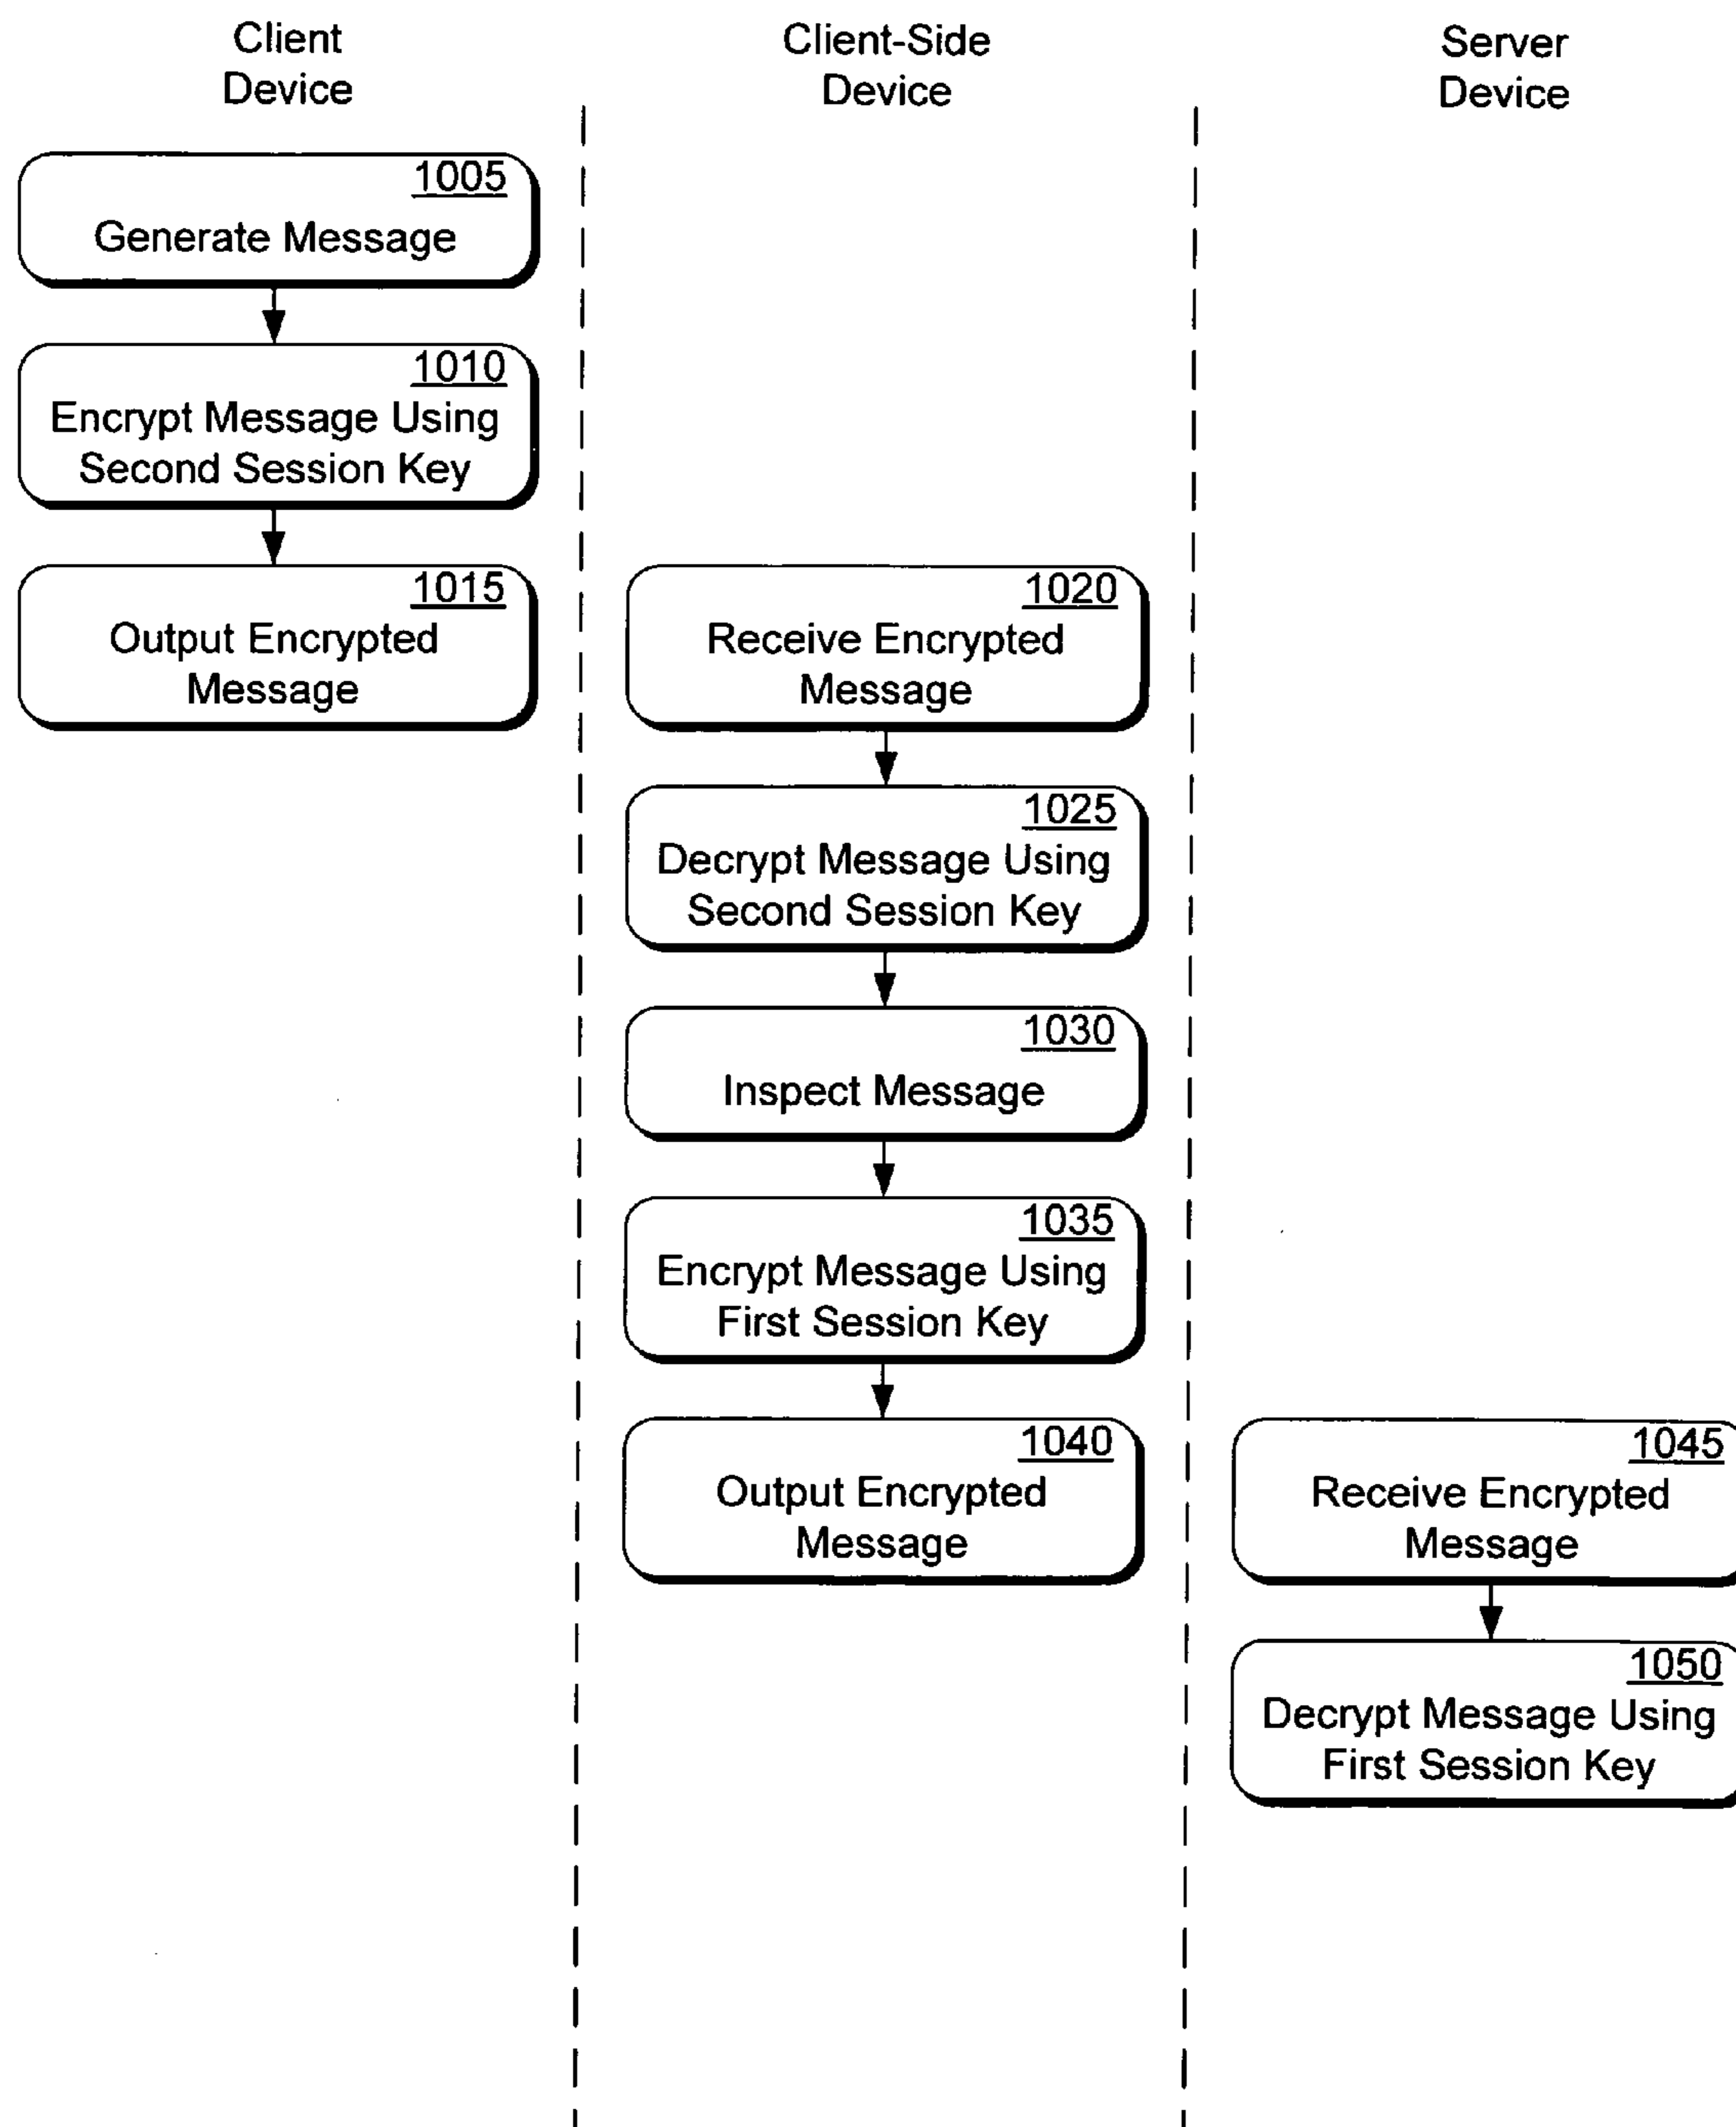 Client
Device
Client-Side
Device
Server
Device
1005
Generate Message
1010
Encrypt Message Using
Second Session Key
1015
Output Encrypted
Message
1020
Receive Encrypted
Message
1025
Decrypt Message Using
Second Session Key
1030
Inspect Message
1035
Encrypt Message Using
First Session Key
1040
Output Encrypted
Message
1045
Receive Encrypted
Message
1050
Decrypt Message Using
First Session Key